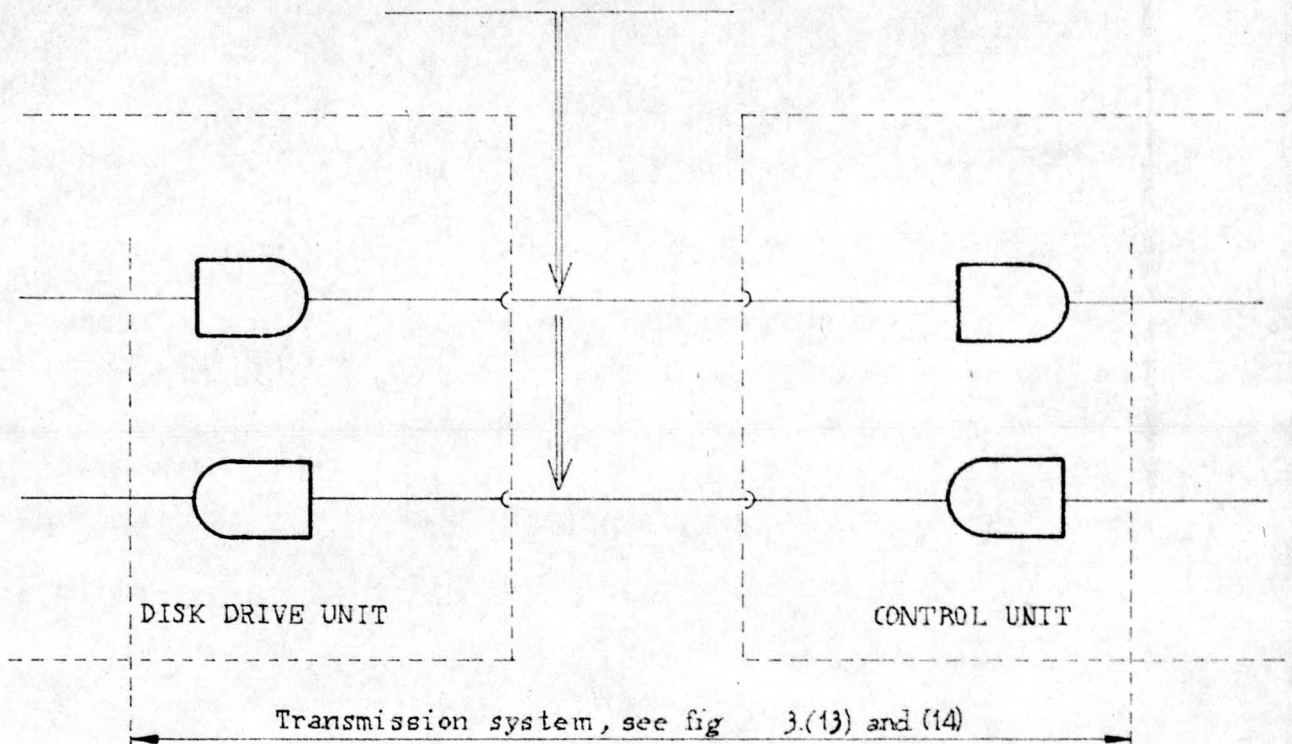 DISK DRIVE UNIT
CONTROL UNIT
Transmission system, see fig 3.(13) and (14)